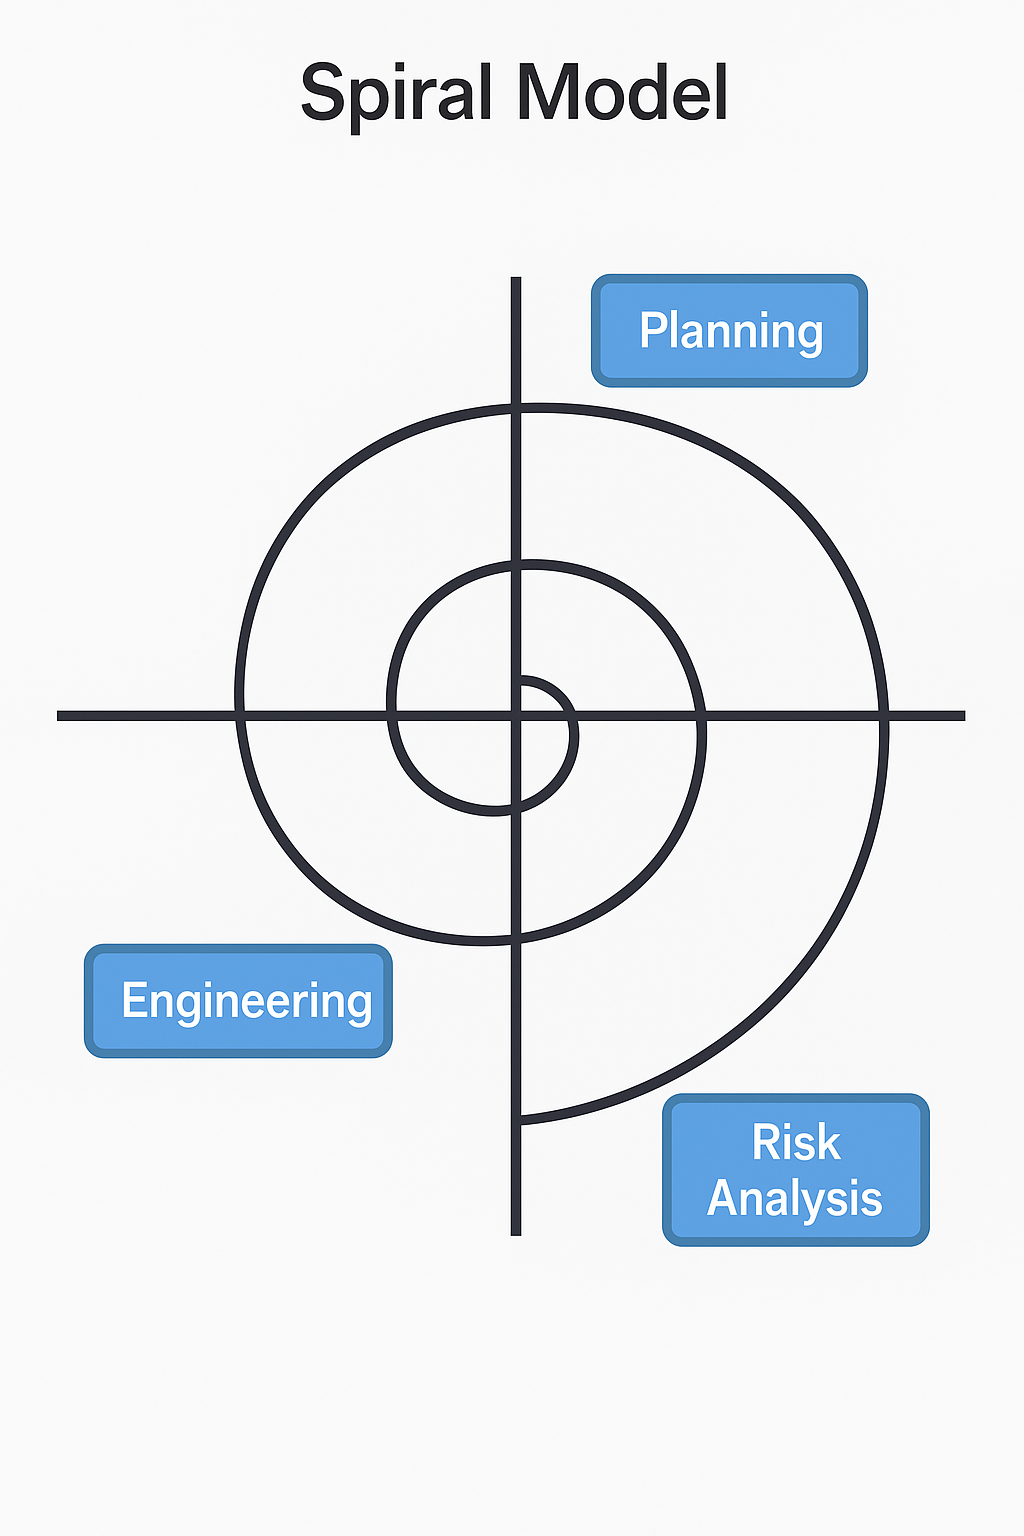 Spiral Model
Planning
Engineering
Risk
Analysis